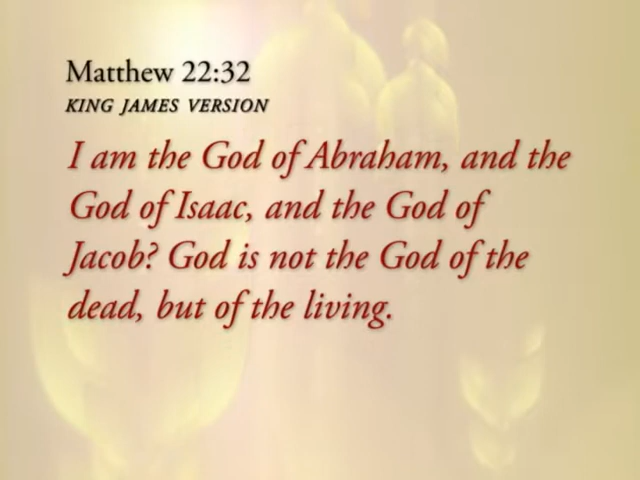 Matthew 22:32
KING JAMES VERSION
I am the God of Abraham, and the
God of Isaac, and the God of
Jacob? God is not the God of the
dead, but of the living.